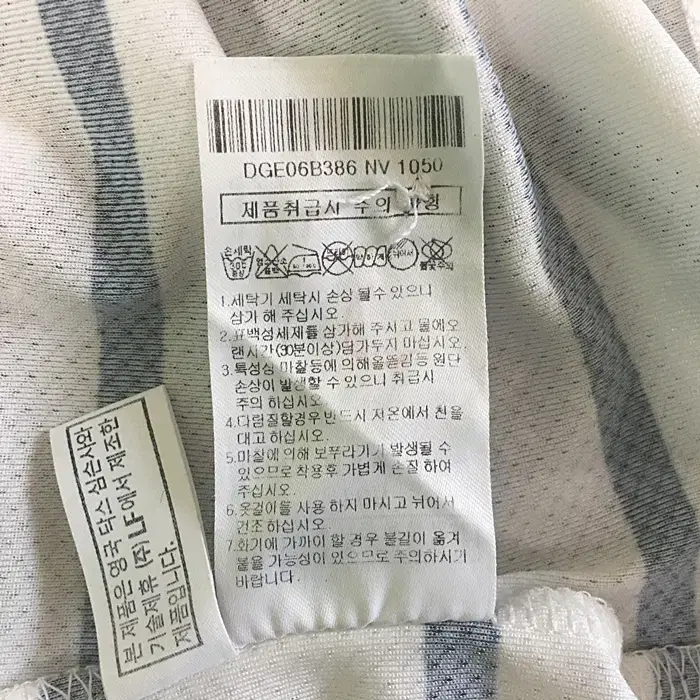 DGE06B386 NV 1050
제품취급시 주의 사항
손세탁
1.세탁기 세탁시 손상 될수 있으니
삼가 해 주십시오.
2.표백성세제를 삼가해 주시고 물에오
랜시간(30분이상)담가두지 마십시오.
3.특성상 마찰등에 의해올뜯김등 원단
손상이 발생할 수 있으니 취급시
주의 하십시오.
4.다림질할경우 반드시 저온에서 천을
대고 하십시오.
5.마찰에 의해 보푸라기가 발생될 수
있으므로 착용후 가볍게 손질 하여
주십시오.
6.옷걸이를 사용 하지 마시고 뉘어서
건조 하십시오.
7.화기에 가까이 할 경우 불길이 옮겨
붙을 가능성이 있으므로 주의하시기
바랍니다.
본 제품은 영국 닥스 심슨사와
기술제휴 (주) LF에서 제조한
제품입니다.